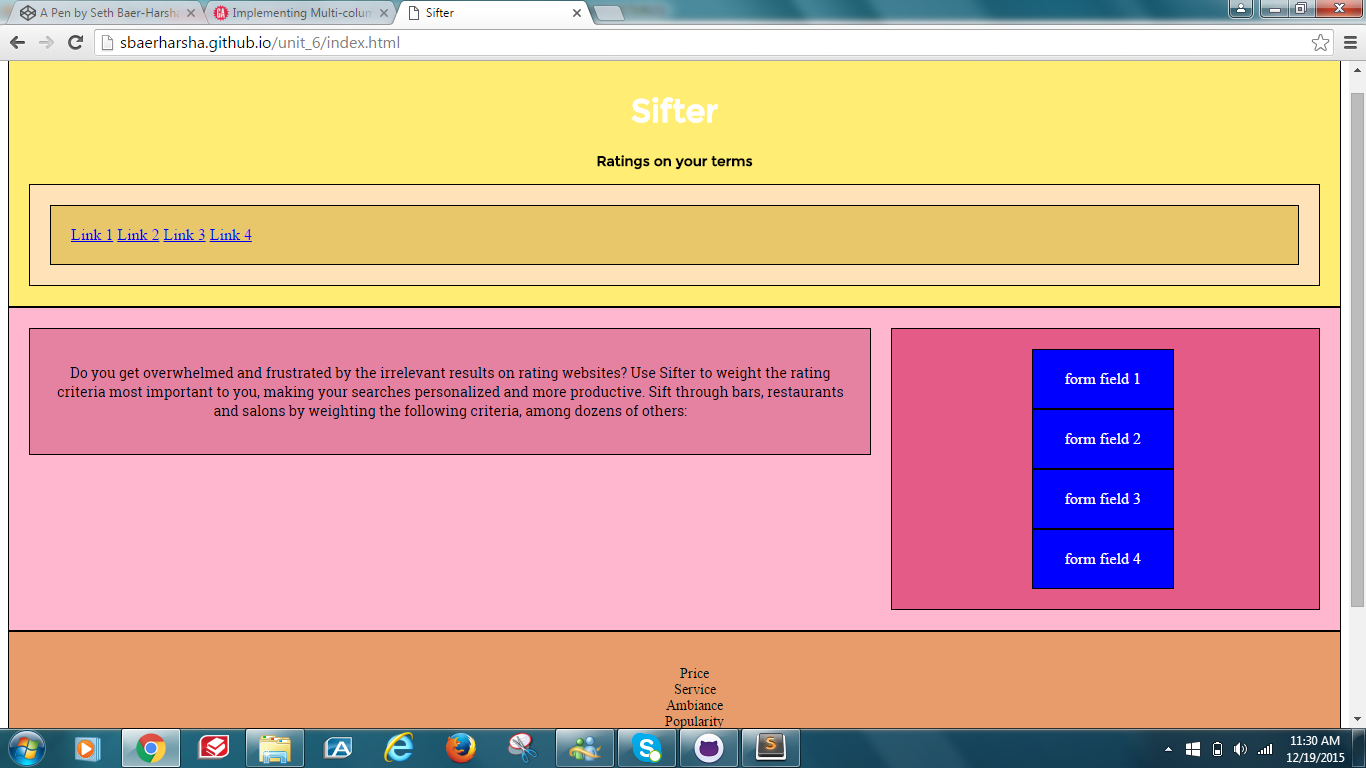 A Pen by Seth Baer-Harsha
Implementing Multi-colum
Sifter
sbaerharsha.github.io/unit_6/index.html
Sifter
Ratings on your terms
Link 1 Link 2 Link 3 Link 4
Do you get overwhelmed and frustrated by the irrelevant results on rating websites? Use Sifter to weight the rating
criteria most important to you, making your searches personalized and more productive. Sift through bars, restaurants
and salons by weighting the following criteria, among dozens of others:
form field 1
form field 2
form field 3
form field 4
Price
Service
Ambiance
Popularity
11:30 AM
12/19/2015